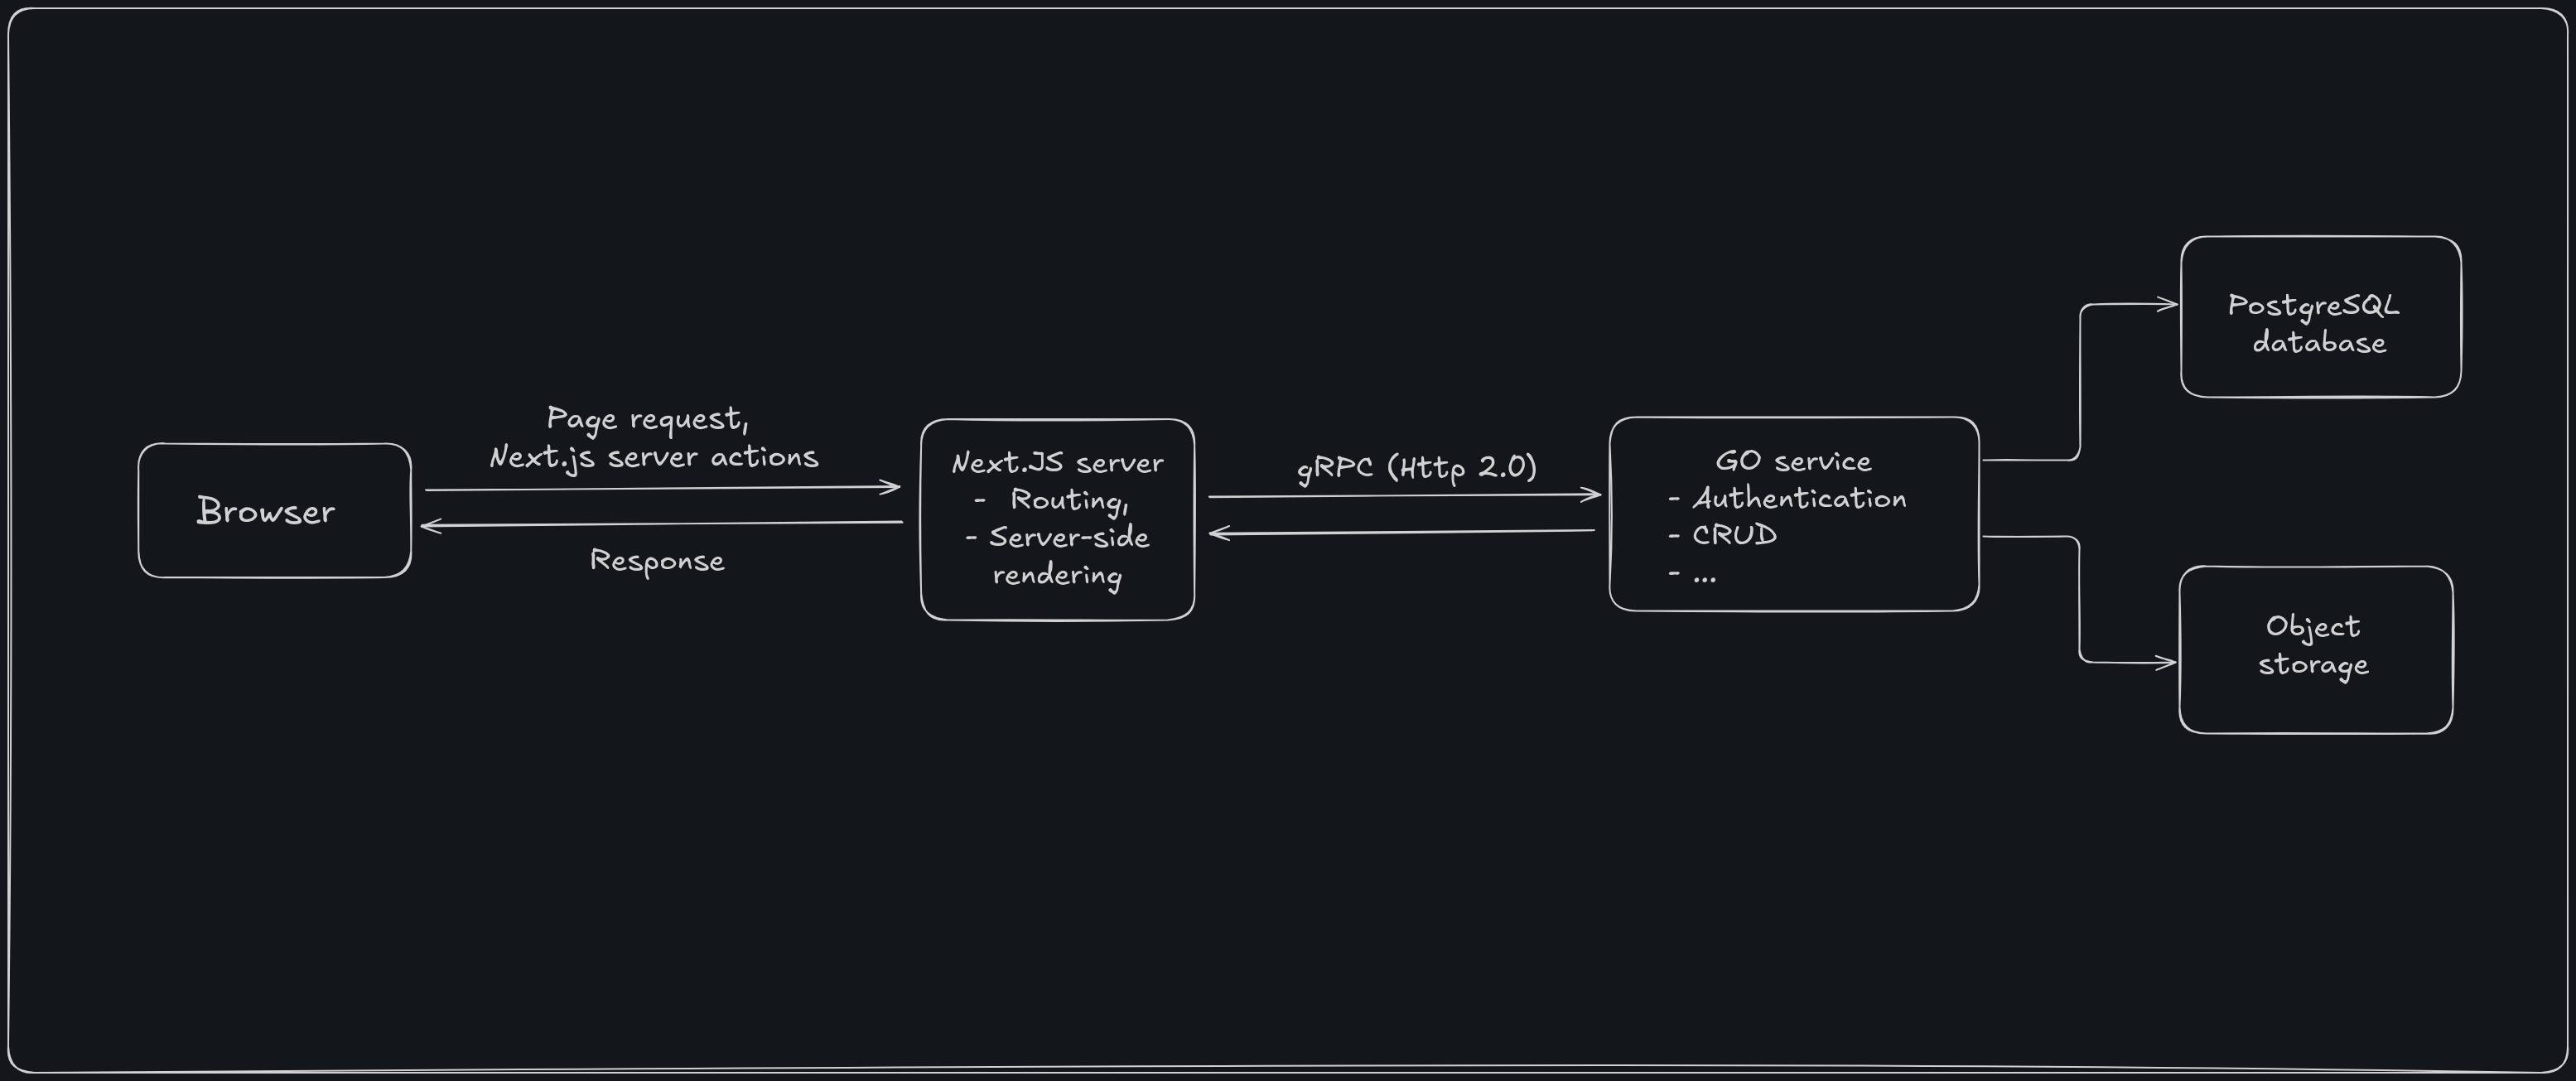 Browser
Page request,
Next.js server actions
Response
Next.JS server
- Routing,
- Server-side
rendering
gRPC (Http 2.0)
GO service
- Authentication
- CRUD
- ...
PostgreSQL
database
Object
storage